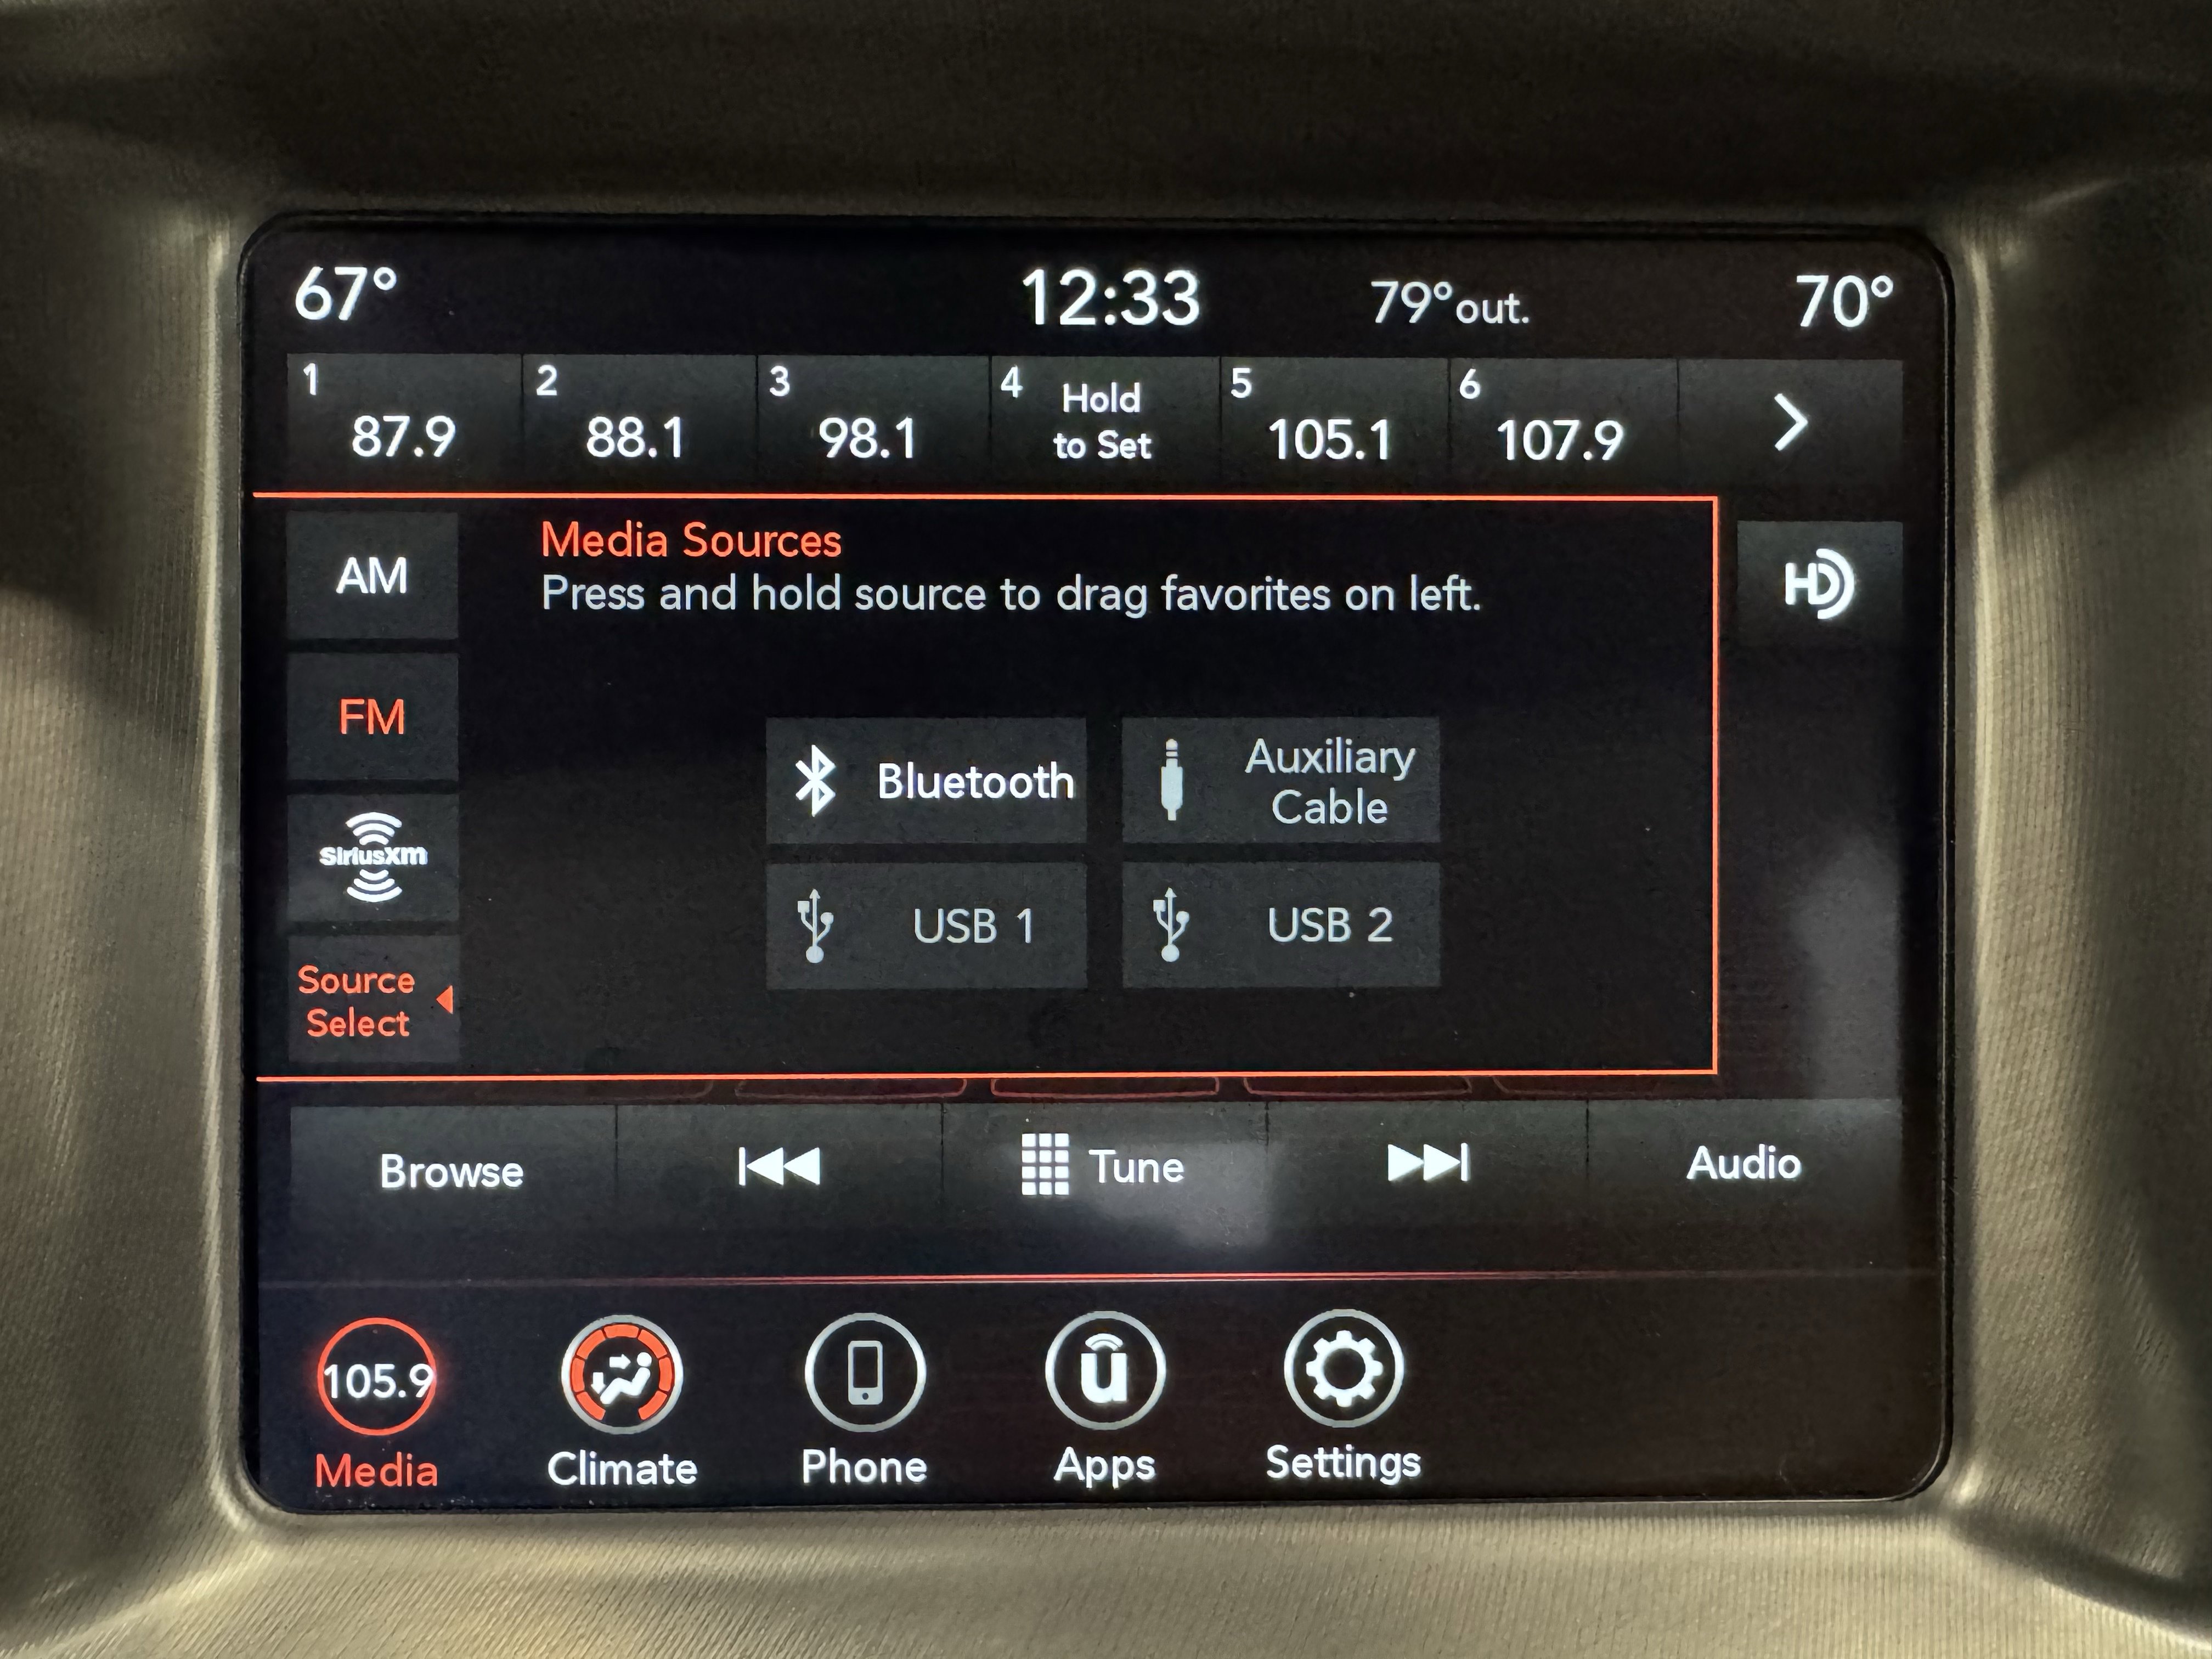 67° 12:33 79° out. 70°
1 2 3 4 Hold 5 6
87.9 88.1 98.1 to Set 105.1 107.9
AM
Media Sources
Press and hold source to drag favorites on left.
HD
FM
Bluetooth
Auxiliary
Cable
SiriusXM
USB 1 USB 2
Source
Select
Browse Tune Audio
105.9 u
Media Climate Phone Apps Settings